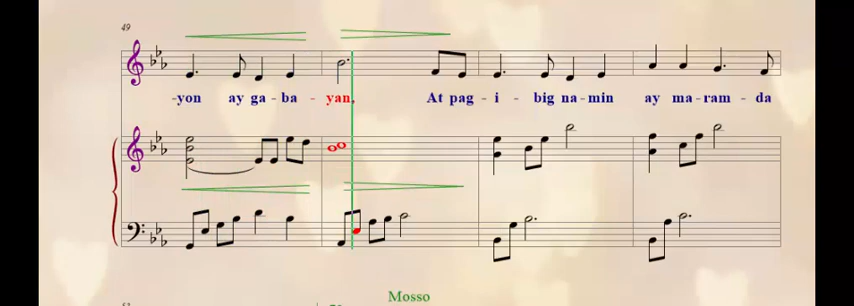 49
-yon ay ga - ba - yan, At pag - i - big na - min ay ma - ram - da
Mosso